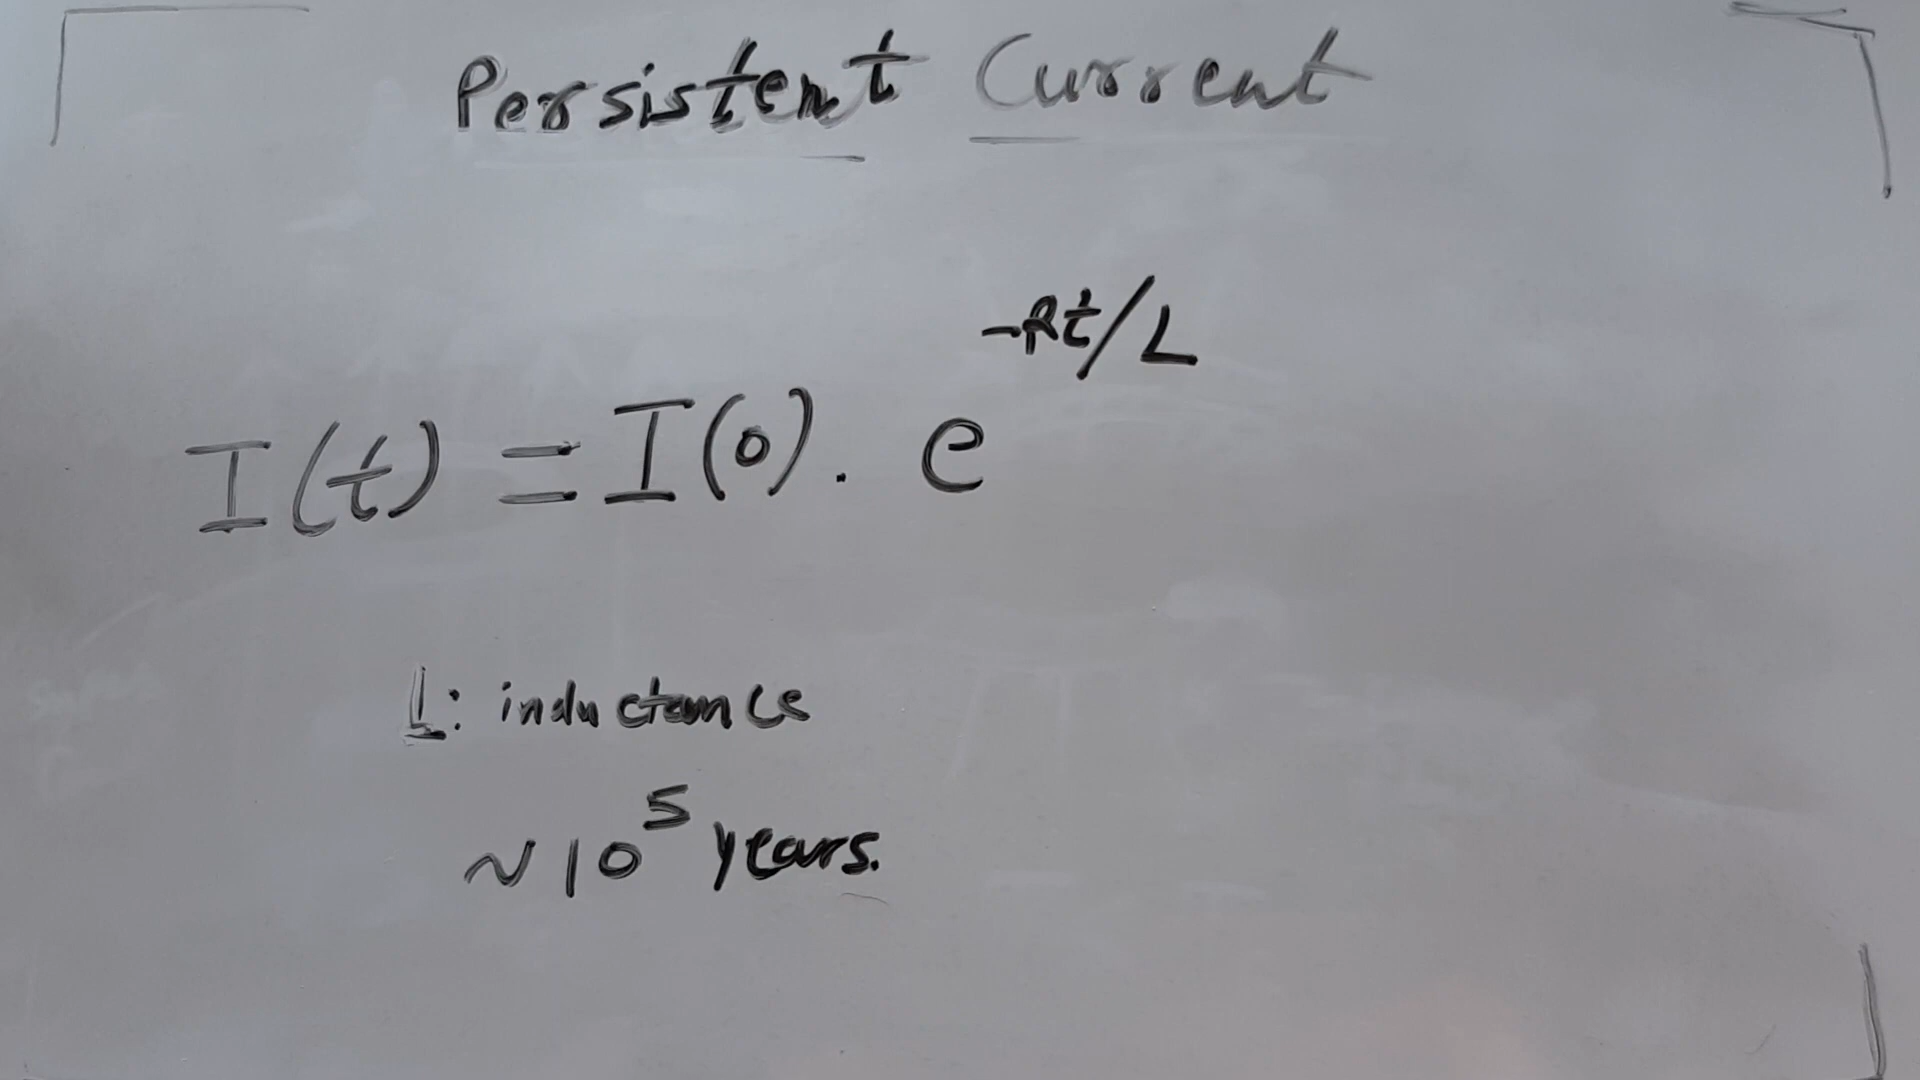 Persistent Current
I(t) = I(0). e^{-Rt/L}
L: inductance
~10^5 years.